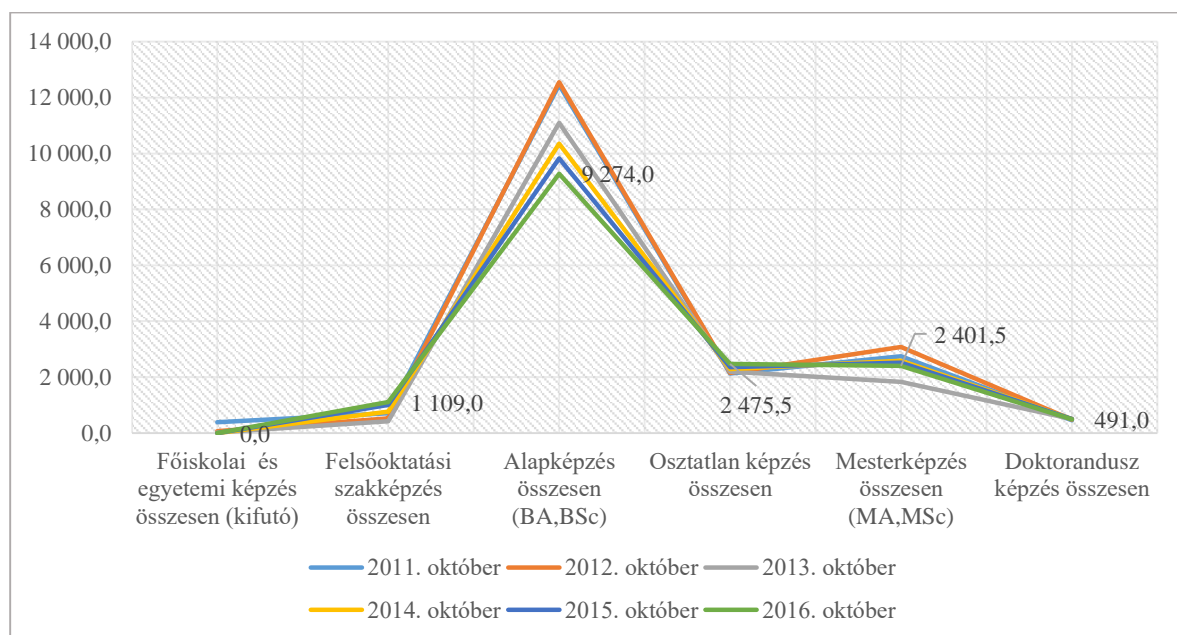 14 000,0
12 000,0
10 000,0
8 000,0
6 000,0
4 000,0
2 000,0
0,0
0,0
1 109,0
9 274,0
2 475,5
2 401,5
491,0
Főiskolai és
egyetemi képzés
összesen (kifutó)
Felsőoktatási
szakképzés
összesen
Alapképzés
összesen
(BA,BSc)
Osztatlan képzés
összesen
Mesterképzés
összesen
(MA,MSc)
Doktorandusz
képzés összesen
2011. október
2012. október
2013. október
2014. október
2015. október
2016. október